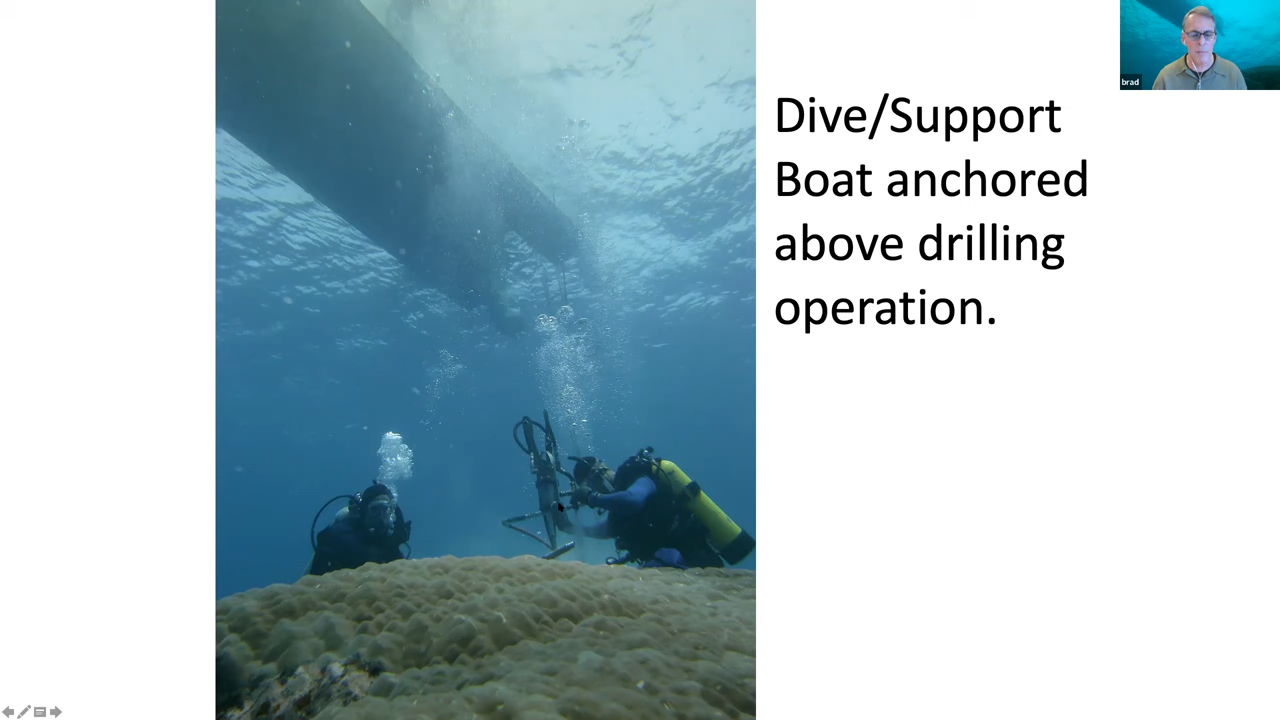 Dive/Support
Boat anchored
above drilling
operation.
brad